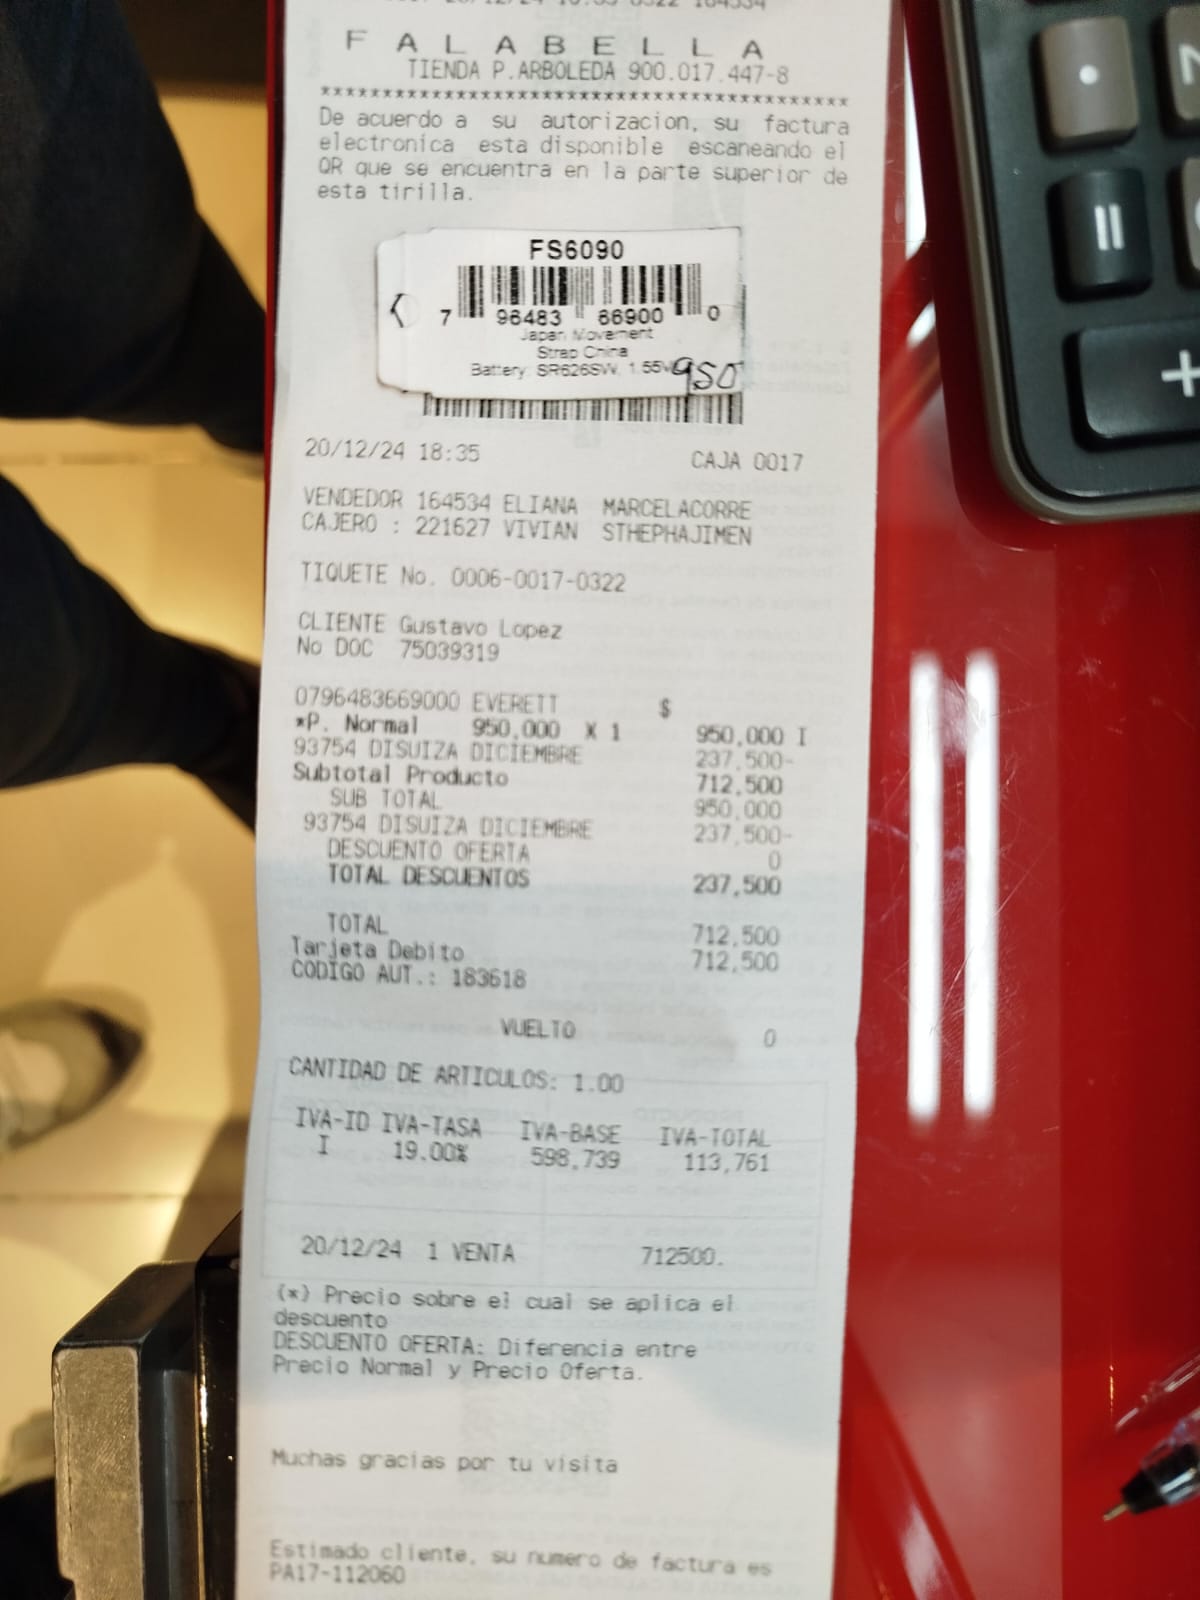 F A L A B E L L A
TIENDA P.ARBOLEDA 900.017.447-8
******************************************
De acuerdo a su autorizacion, su factura
electronica esta disponible escaneando el
QR que se encuentra en la parte superior de
esta tirilla.
FS6090
7 96483 66900 0
Japan Movement
Strap China
Battery: SR626SW, 1.55V
950
20/12/24 18:35 CAJA 0017
VENDEDOR 164534 ELIANA MARCELACORRE
CAJERO : 221627 VIVIAN STHEPHAJIMEN
TIQUETE No. 0006-0017-0322
CLIENTE Gustavo Lopez
No DOC 75039319
0796483669000 EVERETT $
*P. Normal 950,000 X 1 950,000 I
93754 DISUIZA DICIEMBRE 237,500-
Subtotal Producto 712,500
SUB TOTAL 950,000
93754 DISUIZA DICIEMBRE 237,500-
DESCUENTO OFERTA 0
TOTAL DESCUENTOS 237,500
TOTAL 712,500
Tarjeta Debito 712,500
CODIGO AUT.: 183618
VUELTO 0
CANTIDAD DE ARTICULOS: 1.00
IVA-ID IVA-TASA IVA-BASE IVA-TOTAL
I 19.00% 598,739 113,761
20/12/24 1 VENTA 712500.
(*) Precio sobre el cual se aplica el
descuento
DESCUENTO OFERTA: Diferencia entre
Precio Normal y Precio Oferta.
Muchas gracias por tu visita
Estimado cliente, su numero de factura es
PA17-112060